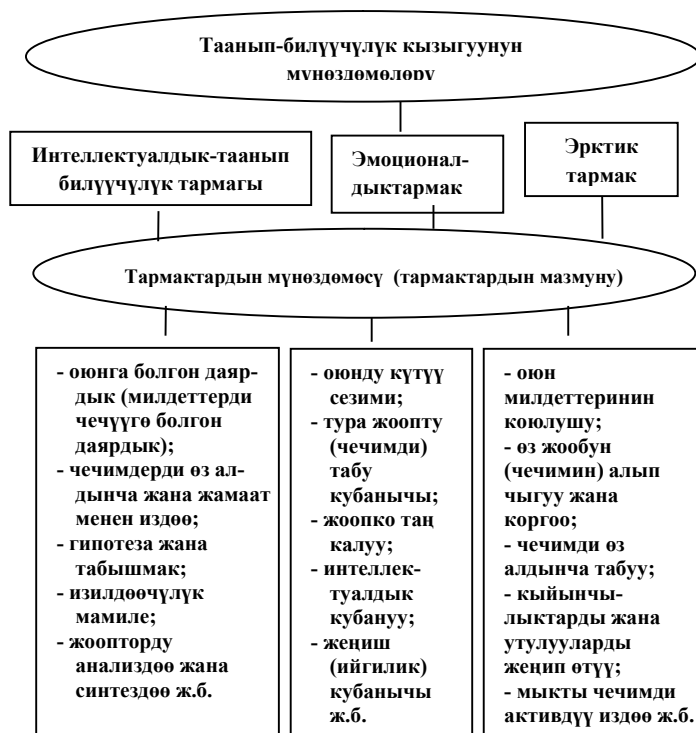 Таанып-билүүчүлүк кызыгуунун
мүнөздөмөлөрү
Интеллектуалдык-таанып
билүүчүлүк тармагы
Эмоционал-
дыктармак
Эрктик
тармак
Тармактардын мүнөздөмөсү (тармактардын мазмуну)
- оюнга болгон даяр-
дык (милдеттерди
чечүүгө болгон
даярдык);
- чечимдерди өз ал-
дынча жана жамаат
менен издөө;
- гипотеза жана
табышмак;
- изилдөөчүлүк
мамиле;
- жоопторду
анализдөө жана
синтездөө ж.б.
- оюнду күтүү
сезими;
- тура жоопту
(чечимди)
табу
кубанычы;
- жоопко таң
калуу;
- интеллек-
туалдык
кубануу;
- жеңиш
(ийгилик)
кубанычы
ж.б.
- оюн
милдеттеринин
коюлушу;
- өз жообун
(чечимин) алып
чыгуу жана
коргоо;
- чечимди өз
алдынча табуу;
- кыйынчы-
лыктарды жана
утулууларды
жеңип өтүү;
- мыкты чечимди
активдүү издөө ж.б.